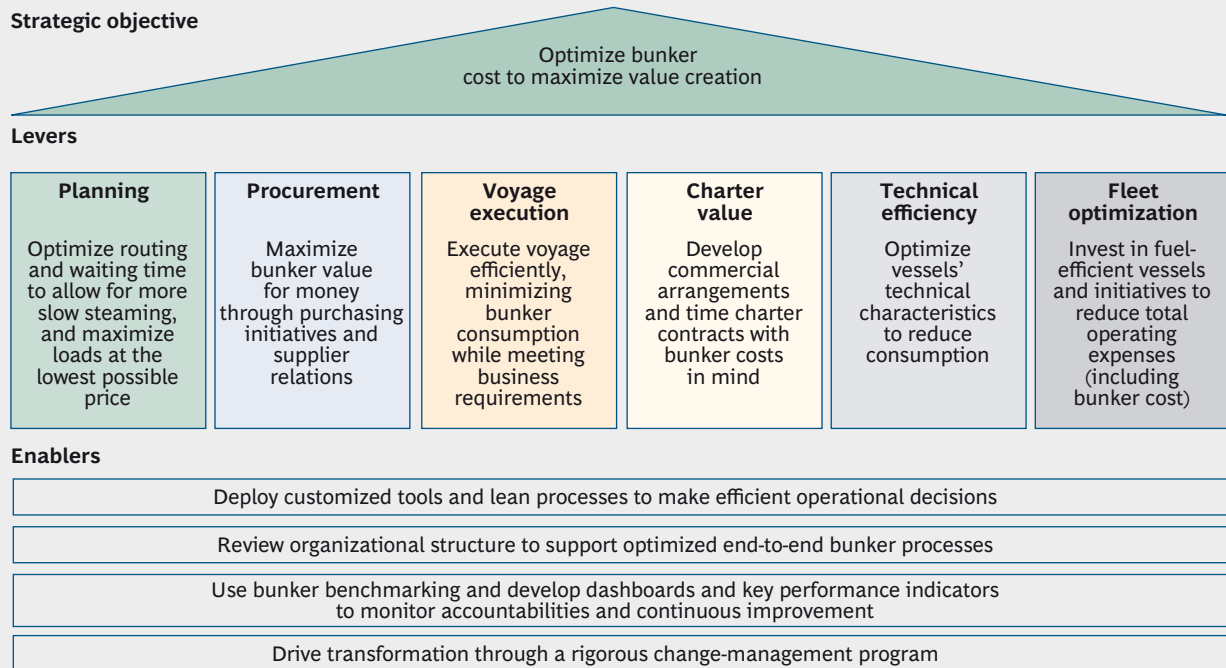 Strategic objective
Optimize bunker
cost to maximize value creation
Levers
Planning
Optimize routing
and waiting time
to allow for more
slow steaming,
and maximize
loads at the
lowest possible
price
Procurement
Maximize
bunker value
for money
through purchasing
initiatives and
supplier
relations
Voyage
execution
Execute voyage
efficiently,
minimizing
bunker
consumption
while meeting
business
requirements
Charter
value
Develop
commercial
arrangements
and time charter
contracts with
bunker costs
in mind
Technical
efficiency
Optimize
vessels’
technical
characteristics
to reduce
consumption
Fleet
optimization
Invest in fuel-
efficient vessels
and initiatives to
reduce total
operating
expenses
(including
bunker cost)
Enablers
Deploy customized tools and lean processes to make efficient operational decisions
Review organizational structure to support optimized end-to-end bunker processes
Use bunker benchmarking and develop dashboards and key performance indicators
to monitor accountabilities and continuous improvement
Drive transformation through a rigorous change-management program